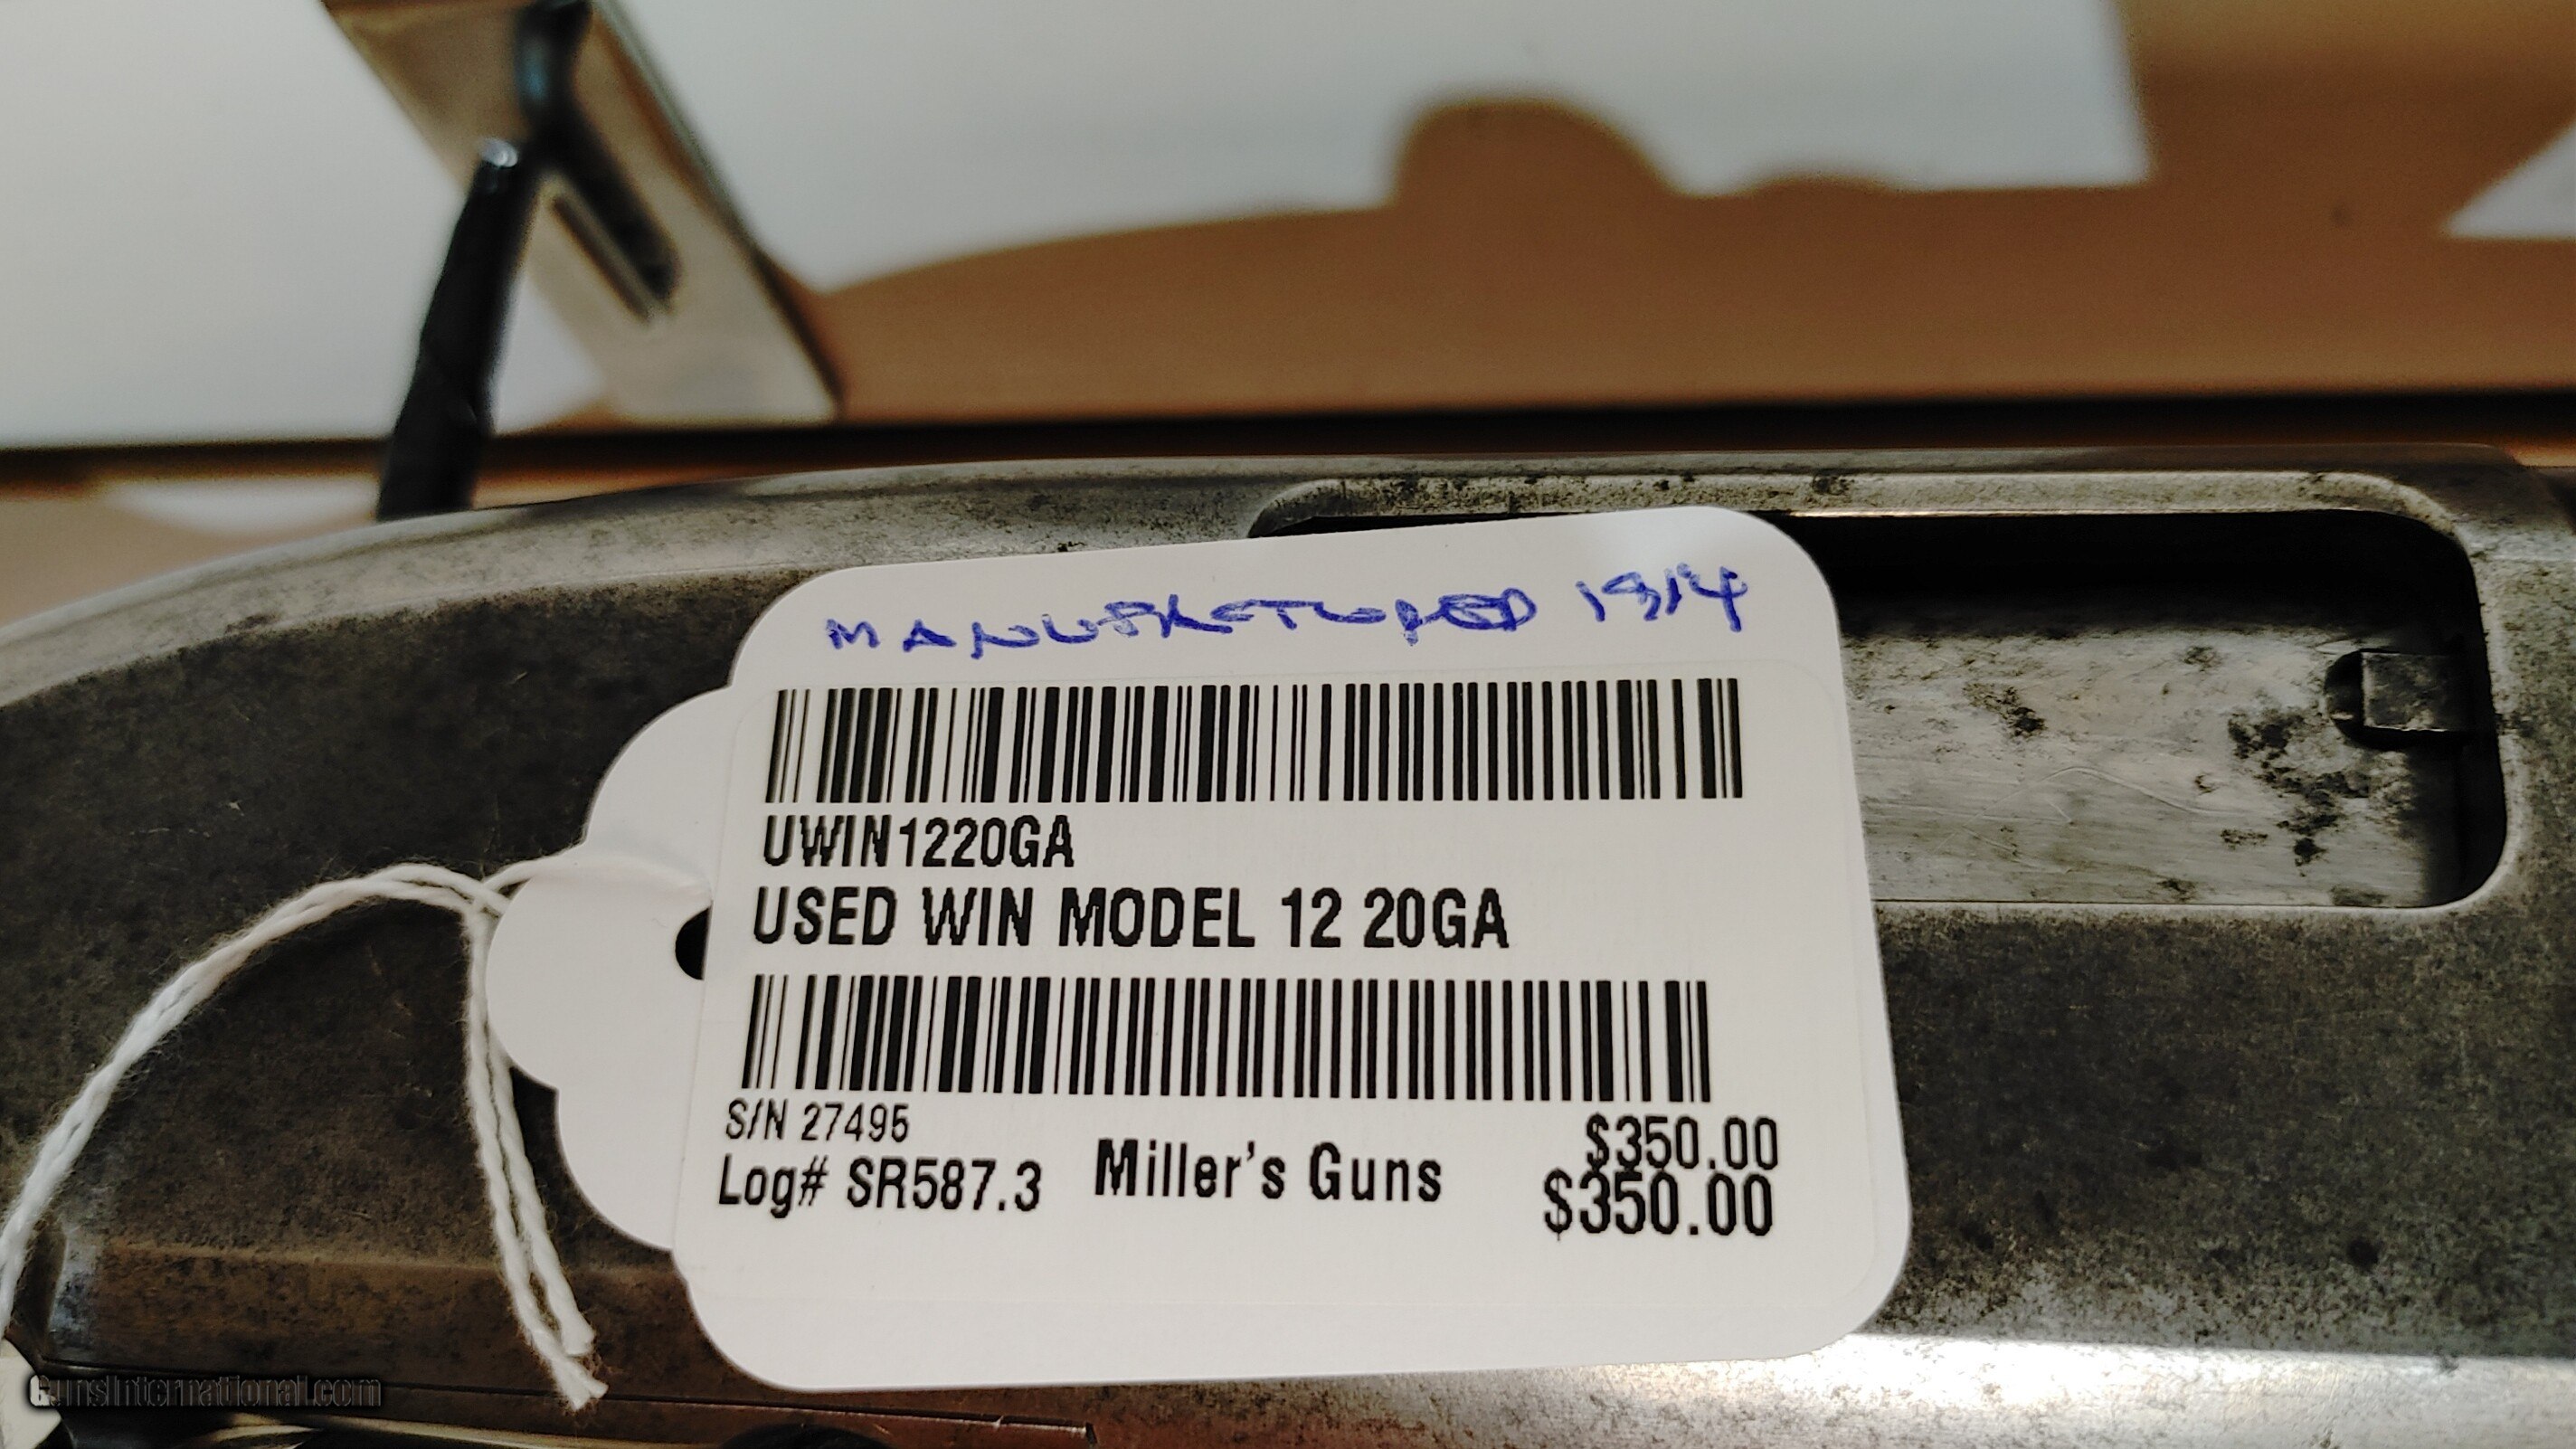 MANUFACTURED 1914
UWIN1220GA
USED WIN MODEL 12 20GA
S/N 27495
$350.00
Log# SR587.3 Miller's Guns $350.00
GunsInternational.com